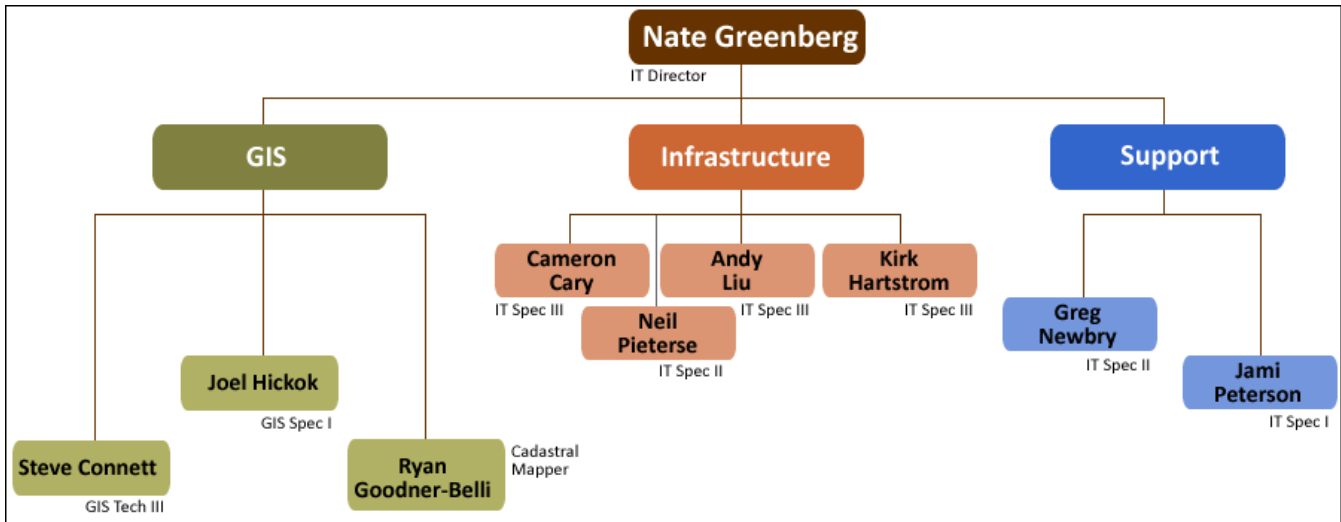 Nate Greenberg
IT Director
GIS
Infrastructure
Support
Cameron
Cary
IT Spec III
Andy
Liu
IT Spec III
Kirk
Hartstrom
IT Spec III
Neil
Pieterse
IT Spec II
Greg
Newbry
IT Spec II
Jami
Peterson
IT Spec I
Joel Hickok
GIS Spec I
Steve Connett
GIS Tech III
Ryan
Goodner-Belli
Cadastral
Mapper